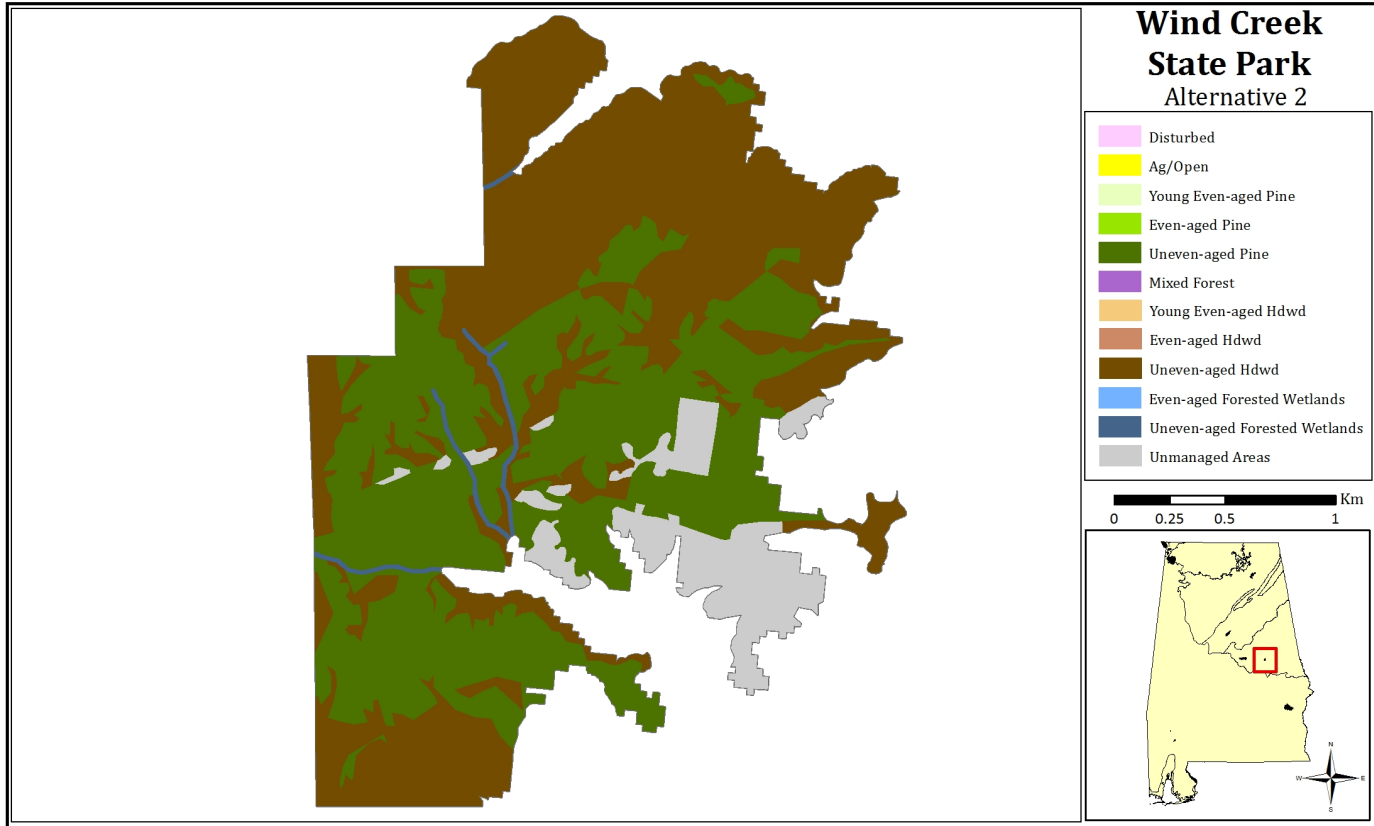 Wind Creek
State Park
Alternative 2
Disturbed
Ag/Open
Young Even-aged Pine
Even-aged Pine
Uneven-aged Pine
Mixed Forest
Young Even-aged Hdwd
Even-aged Hdwd
Uneven-aged Hdwd
Even-aged Forested Wetlands
Uneven-aged Forested Wetlands
Unmanaged Areas
Km
0 0.25 0.5 1
N
W E
S